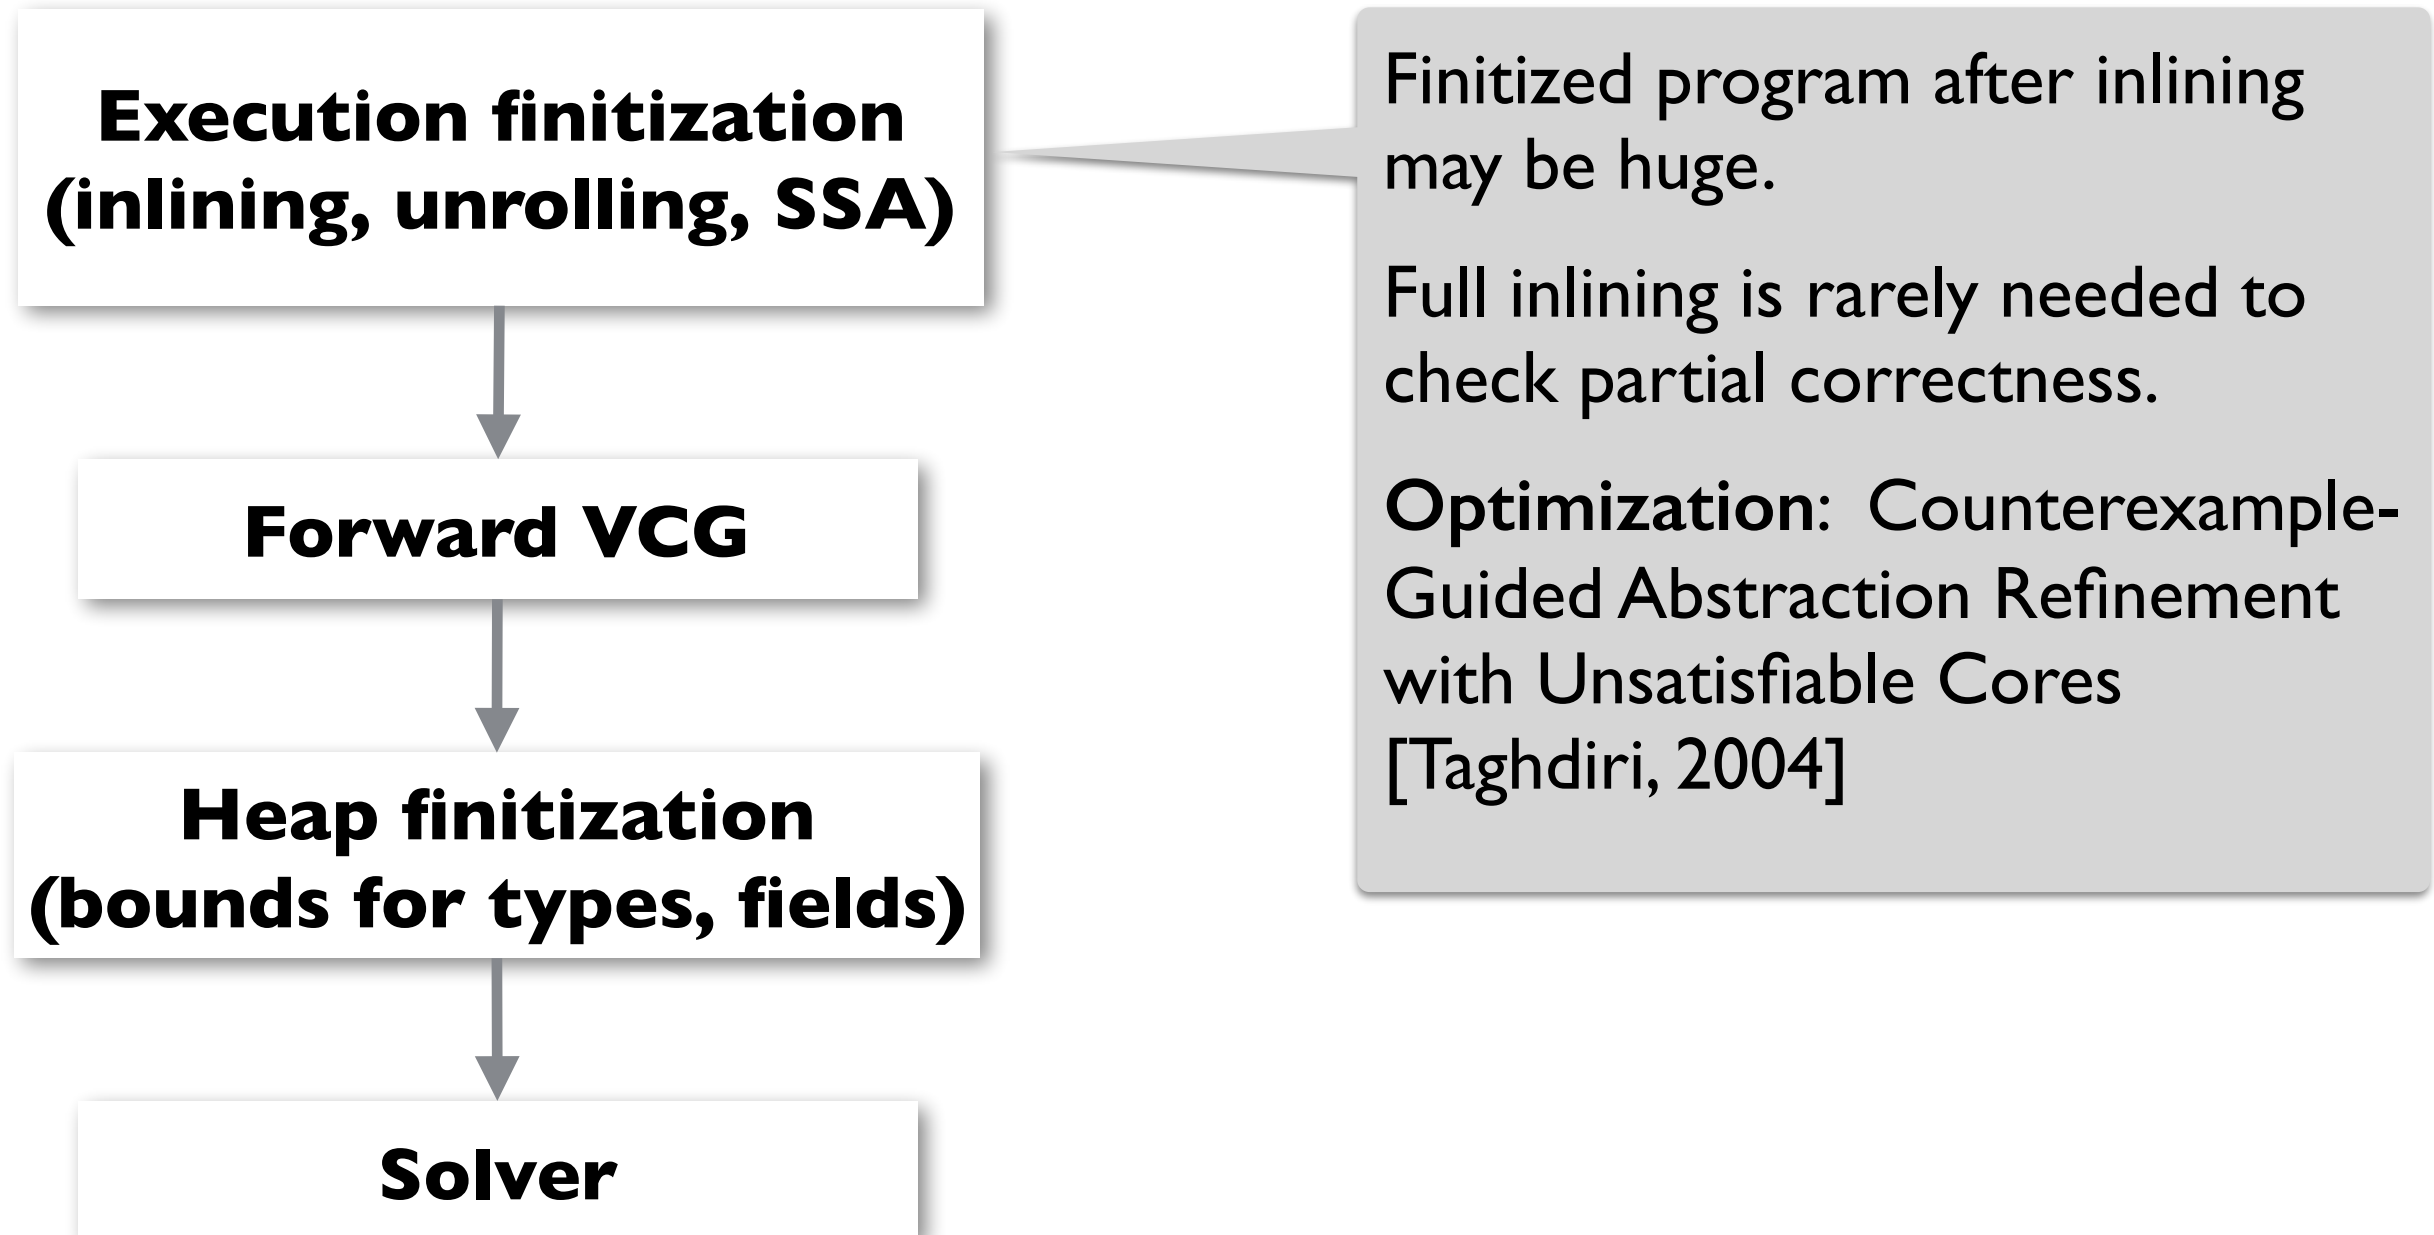 Execution finitization
(inlining, unrolling, SSA)
Forward VCG
Heap finitization
(bounds for types, fields)
Solver
Finitized program after inlining
may be huge.
Full inlining is rarely needed to
check partial correctness.
Optimization: Counterexample-
Guided Abstraction Refinement
with Unsatisfiable Cores
[Taghdiri, 2004]